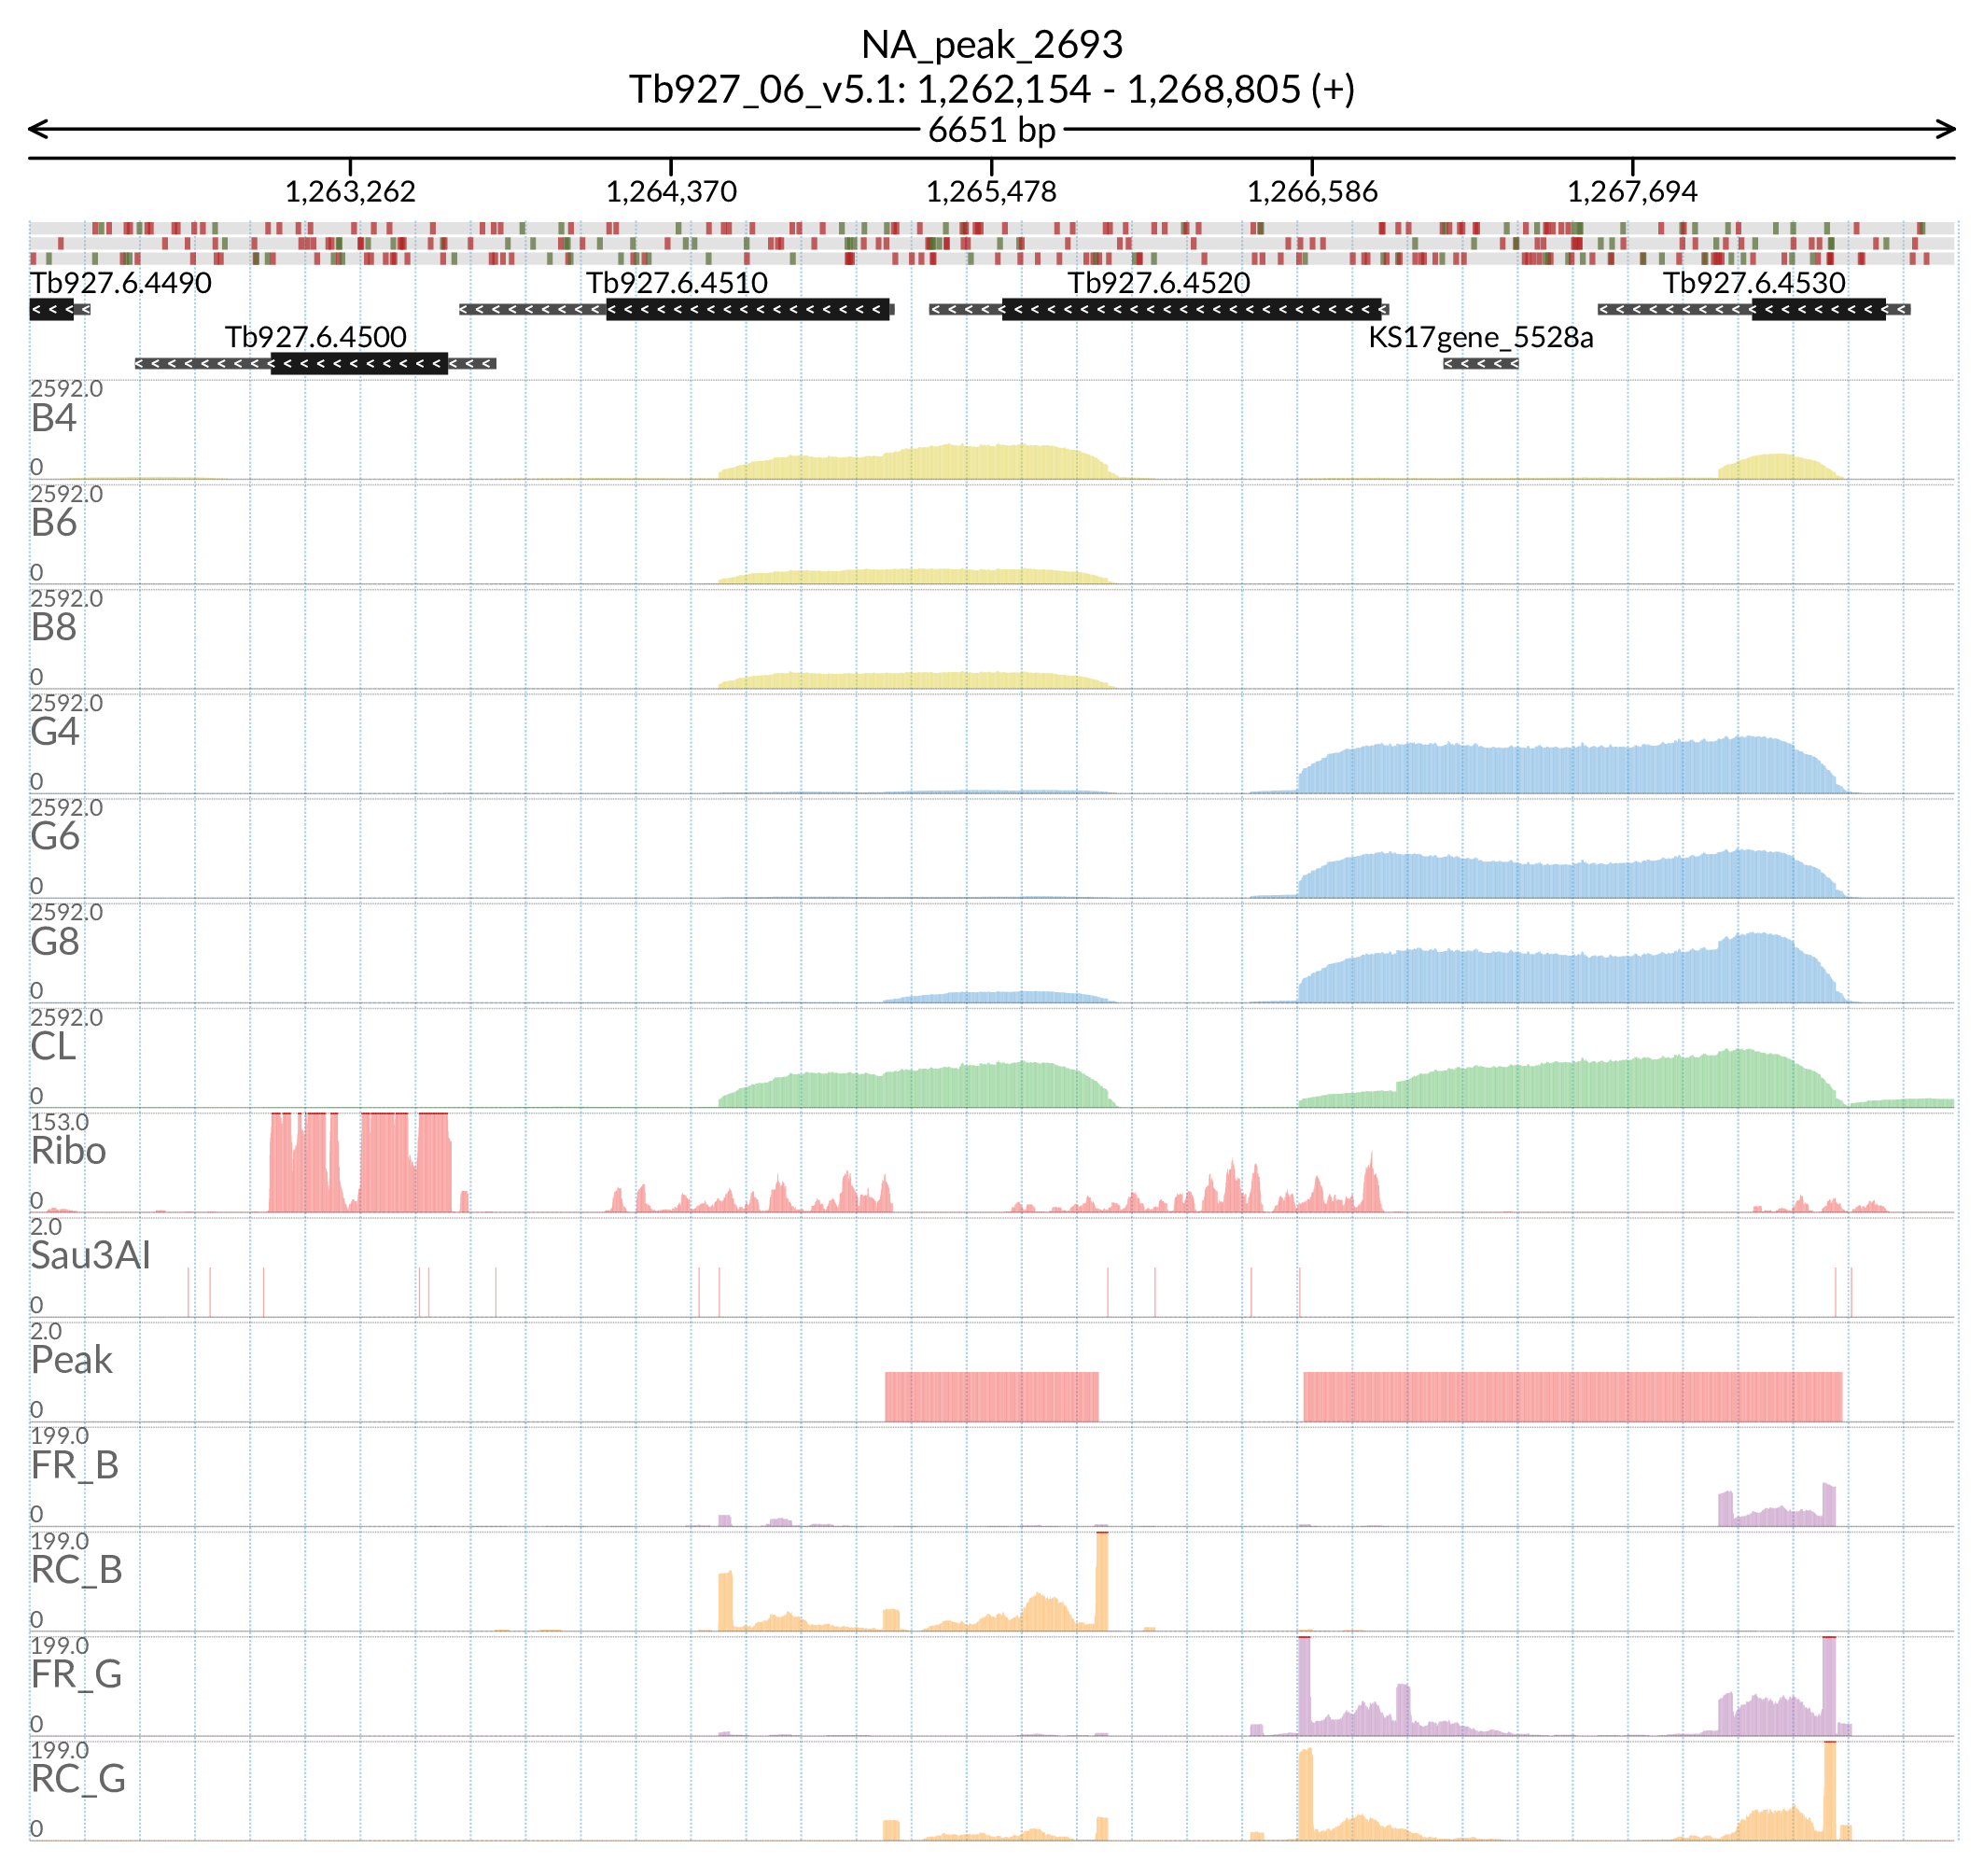 NA_peak_2693
Tb927_06_v5.1: 1,262,154 - 1,268,805 (+)
6651 bp
1,263,262 1,264,370 1,265,478 1,266,586 1,267,694
Tb927.6.4490 Tb927.6.4510 Tb927.6.4520 Tb927.6.4530
Tb927.6.4500 KS17gene_5528a
2592.0
B4
0
2592.0
B6
0
2592.0
B8
0
2592.0
G4
0
2592.0
G6
0
2592.0
G8
0
2592.0
CL
0
153.0
Ribo
0
2.0
Sau3AI
0
2.0
Peak
0
199.0
FR_B
0
199.0
RC_B
0
199.0
FR_G
0
199.0
RC_G
0